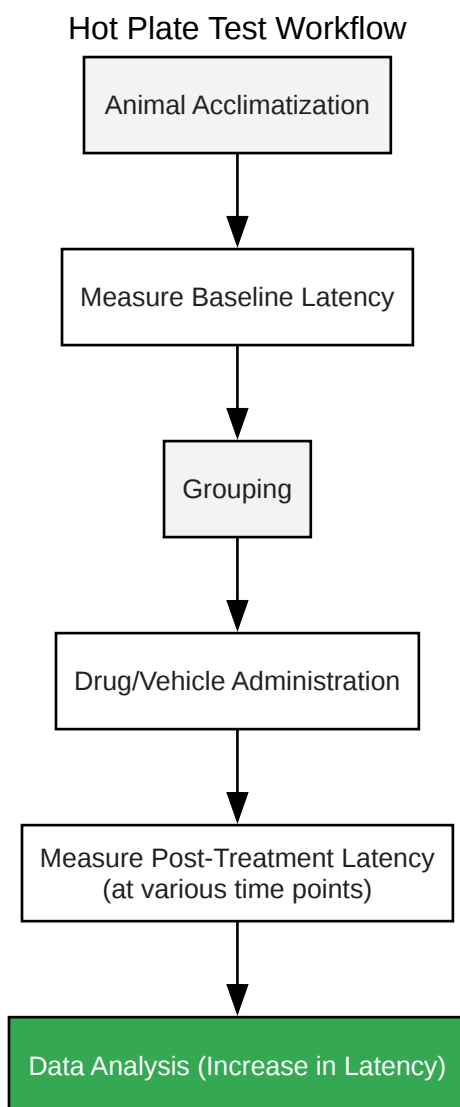 Hot Plate Test Workflow
Animal Acclimatization
Measure Baseline Latency
Grouping
Drug/Vehicle Administration
Measure Post-Treatment Latency
(at various time points)
Data Analysis (Increase in Latency)